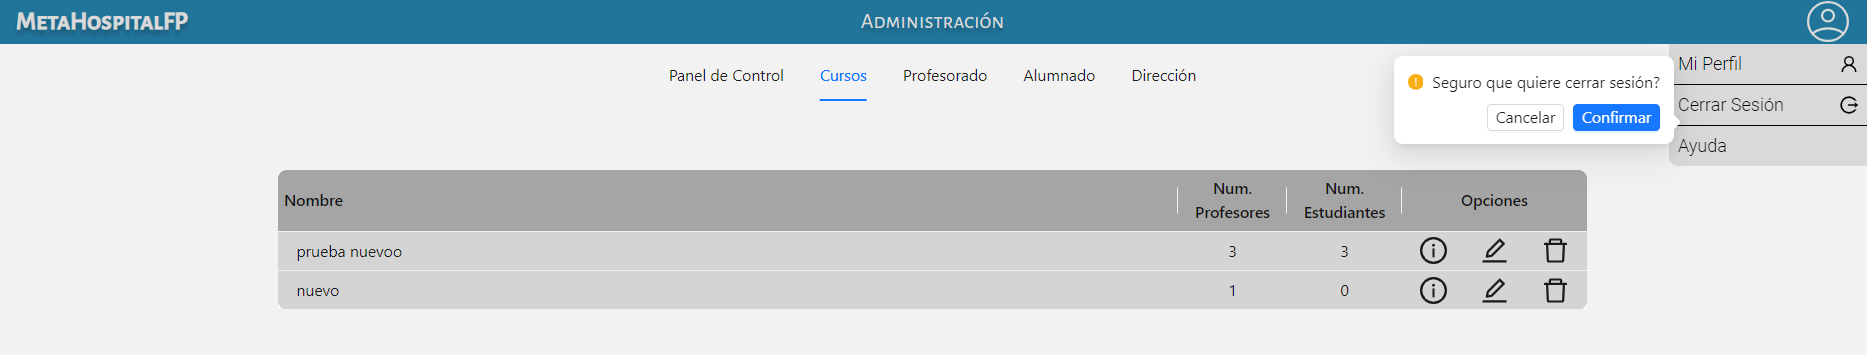 MetaHospitalFP
Administración
Panel de Control
Cursos
Profesorado
Alumnado
Dirección
Mi Perfil
Cerrar Sesión
Ayuda
Seguro que quiere cerrar sesión?
Cancelar
Confirmar
Nombre
Num. Profesores
Num. Estudiantes
Opciones
prueba nuevoo 3 3
nuevo 1 0